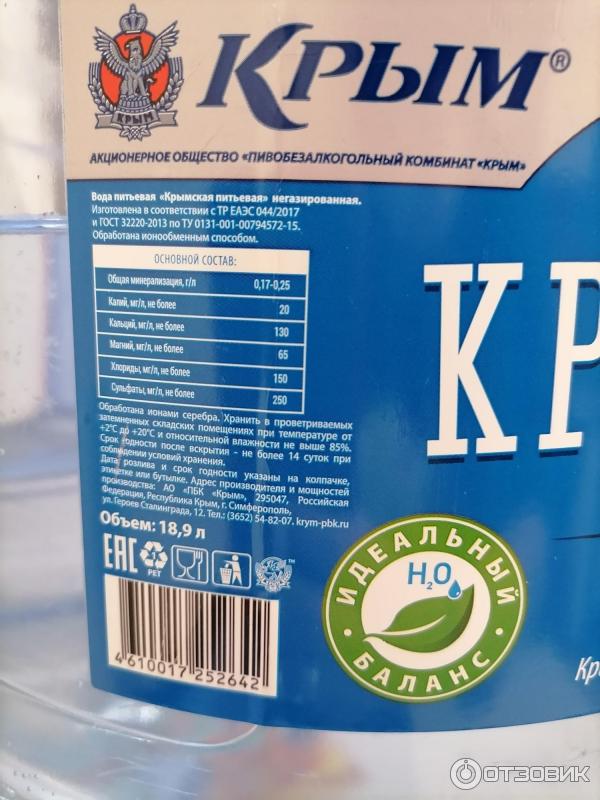 КРЫМ
КРЫМ®
АКЦИОНЕРНОЕ ОБЩЕСТВО «ПИВОБЕЗАЛКОГОЛЬНЫЙ КОМБИНАТ «КРЫМ»
Вода питьевая «Крымская питьевая» негазированная.
Изготовлена в соответствии с ТР ЕАЭС 044/2017
и ГОСТ 32220-2013 по ТУ 0131-001-00794572-15.
Обработана ионообменным способом.
ОСНОВНОЙ СОСТАВ:
Общая минерализация, г/л 0,17-0,25
Калий, мг/л, не более 20
Кальций, мг/л, не более 130
Магний, мг/л, не более 65
Хлориды, мг/л, не более 150
Сульфаты, мг/л, не более 250
Обработана ионами серебра. Хранить в проветриваемых
затемненных складских помещениях при температуре от
+2°С до +20°С и относительной влажности не выше 85%.
Срок годности после вскрытия - не более 14 суток при
соблюдении условий хранения.
Дата розлива и срок годности указаны на колпачке,
этикетке или бутылке. Адрес производителя и мощностей
производства: АО «ПБК «Крым», 295047, Российская
Федерация, Республика Крым, г. Симферополь,
ул. Героев Сталинграда, 12. Тел.: (3652) 54-82-07. krym-pbk.ru
Объем: 18,9 л
ЕАС
1
PET
4 610017 252642
ИДЕАЛЬНЫЙ
H2O
БАЛАНС
КР
Кры
ОТЗОВИК